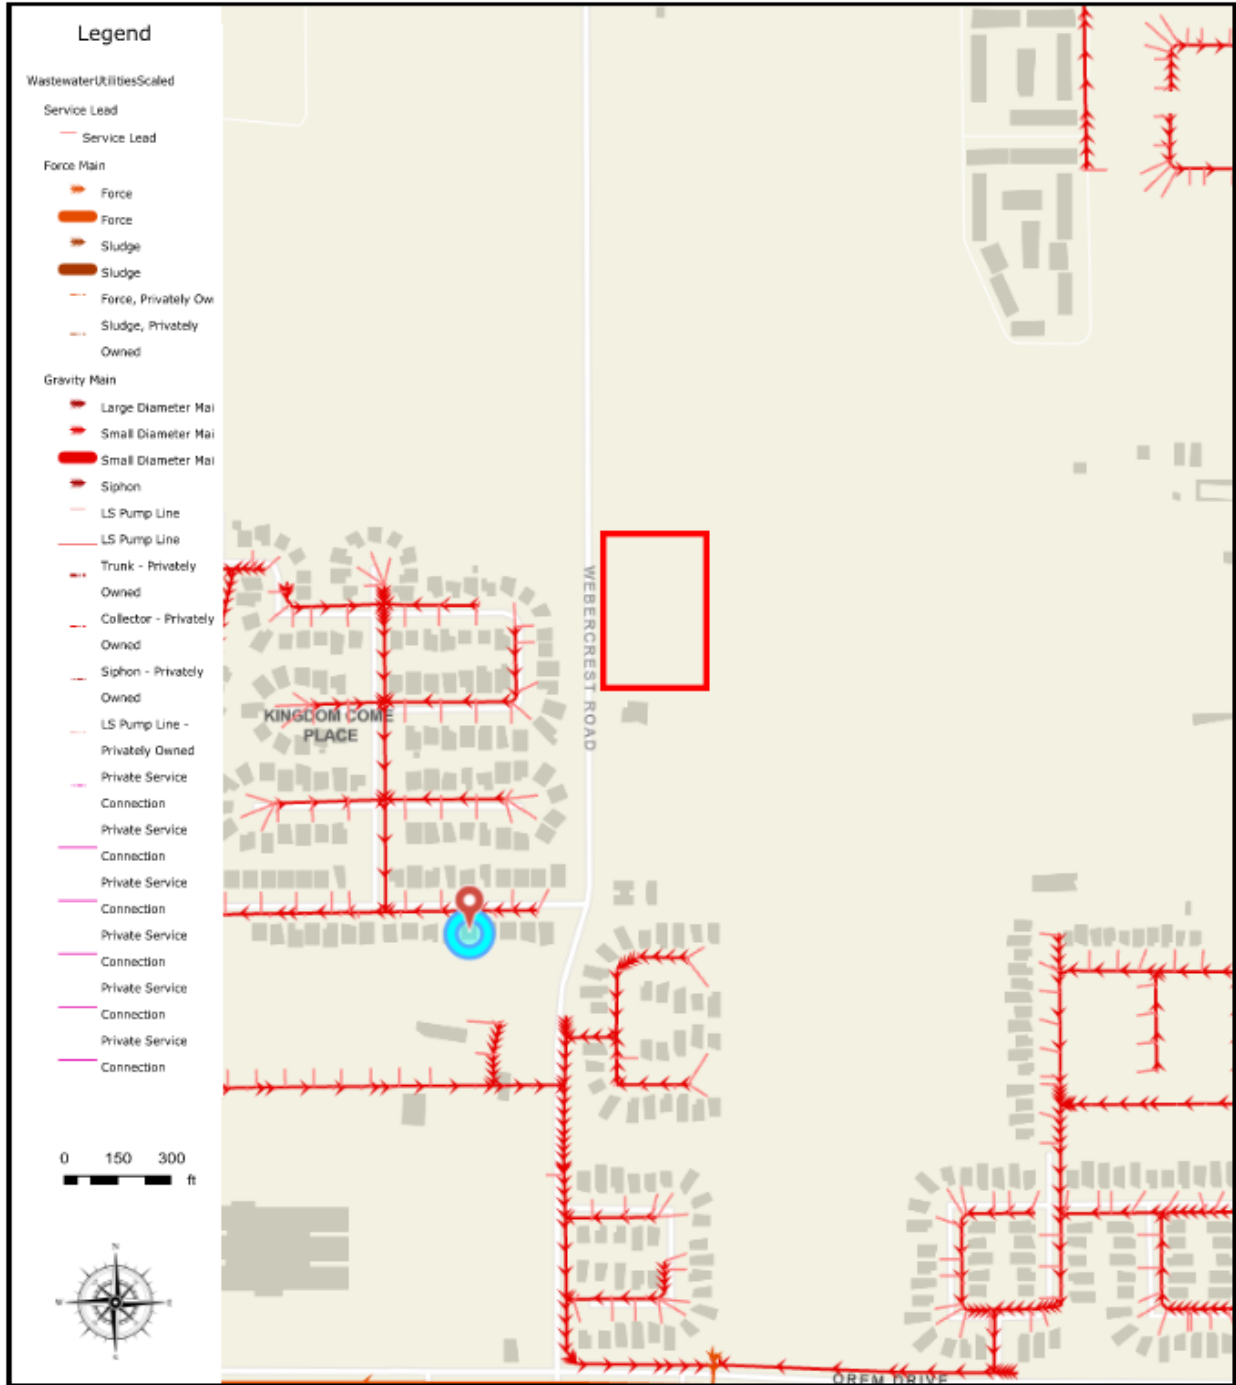 Legend
WastewaterUtilitiesScaled
Service Lead
Service Lead
Force Main
Force
Force
Sludge
Sludge
Force, Privately Ow
Sludge, Privately
Owned
Gravity Main
Large Diameter Mai
Small Diameter Mai
Small Diameter Mai
Siphon
LS Pump Line
LS Pump Line
Trunk - Privately
Owned
Collector - Privately
Owned
Siphon - Privately
Owned
LS Pump Line -
Privately Owned
Private Service
Connection
Private Service
Connection
Private Service
Connection
Private Service
Connection
Private Service
Connection
Private Service
Connection
0 150 300
ft
N
W E
S
WEBERCREST ROAD
KINGDOM COME
PLACE
OREM DRIVE